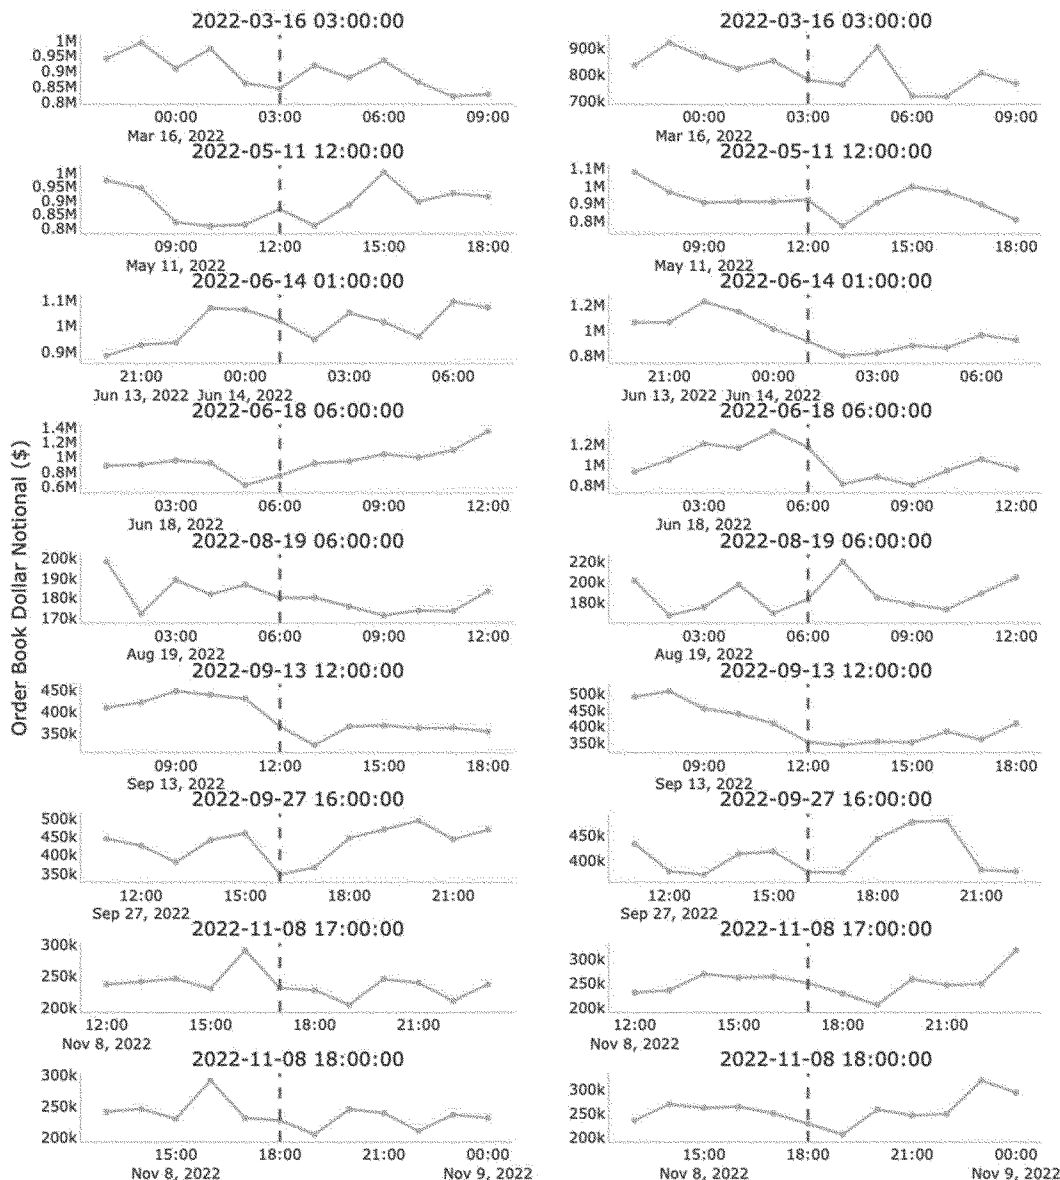 Order Book Dollar Notional ($)
2022-03-16 03:00:00
1M
0.95M
0.9M
0.85M
0.8M
00:00 03:00 06:00 09:00
Mar 16, 2022
2022-03-16 03:00:00
900k
800k
700k
00:00 03:00 06:00 09:00
Mar 16, 2022
2022-05-11 12:00:00
1M
0.95M
0.9M
0.85M
0.8M
09:00 12:00 15:00 18:00
May 11, 2022
2022-05-11 12:00:00
1.1M
1M
0.9M
0.8M
09:00 12:00 15:00 18:00
May 11, 2022
2022-06-14 01:00:00
1.1M
1M
0.9M
21:00 00:00 03:00 06:00
Jun 13, 2022 Jun 14, 2022
2022-06-14 01:00:00
1.2M
1M
0.8M
21:00 00:00 03:00 06:00
Jun 13, 2022 Jun 14, 2022
2022-06-18 06:00:00
1.4M
1.2M
1M
0.8M
0.6M
03:00 06:00 09:00 12:00
Jun 18, 2022
2022-06-18 06:00:00
1.2M
1M
0.8M
03:00 06:00 09:00 12:00
Jun 18, 2022
2022-08-19 06:00:00
200k
190k
180k
170k
03:00 06:00 09:00 12:00
Aug 19, 2022
2022-08-19 06:00:00
220k
200k
180k
03:00 06:00 09:00 12:00
Aug 19, 2022
2022-09-13 12:00:00
450k
400k
350k
09:00 12:00 15:00 18:00
Sep 13, 2022
2022-09-13 12:00:00
500k
450k
400k
350k
09:00 12:00 15:00 18:00
Sep 13, 2022
2022-09-27 16:00:00
500k
450k
400k
350k
12:00 15:00 18:00 21:00
Sep 27, 2022
2022-09-27 16:00:00
450k
400k
12:00 15:00 18:00 21:00
Sep 27, 2022
2022-11-08 17:00:00
300k
250k
200k
12:00 15:00 18:00 21:00
Nov 8, 2022
2022-11-08 17:00:00
300k
250k
200k
12:00 15:00 18:00 21:00
Nov 8, 2022
2022-11-08 18:00:00
300k
250k
200k
15:00 18:00 21:00 00:00
Nov 8, 2022 Nov 9, 2022
2022-11-08 18:00:00
300k
250k
200k
15:00 18:00 21:00 00:00
Nov 8, 2022 Nov 9, 2022